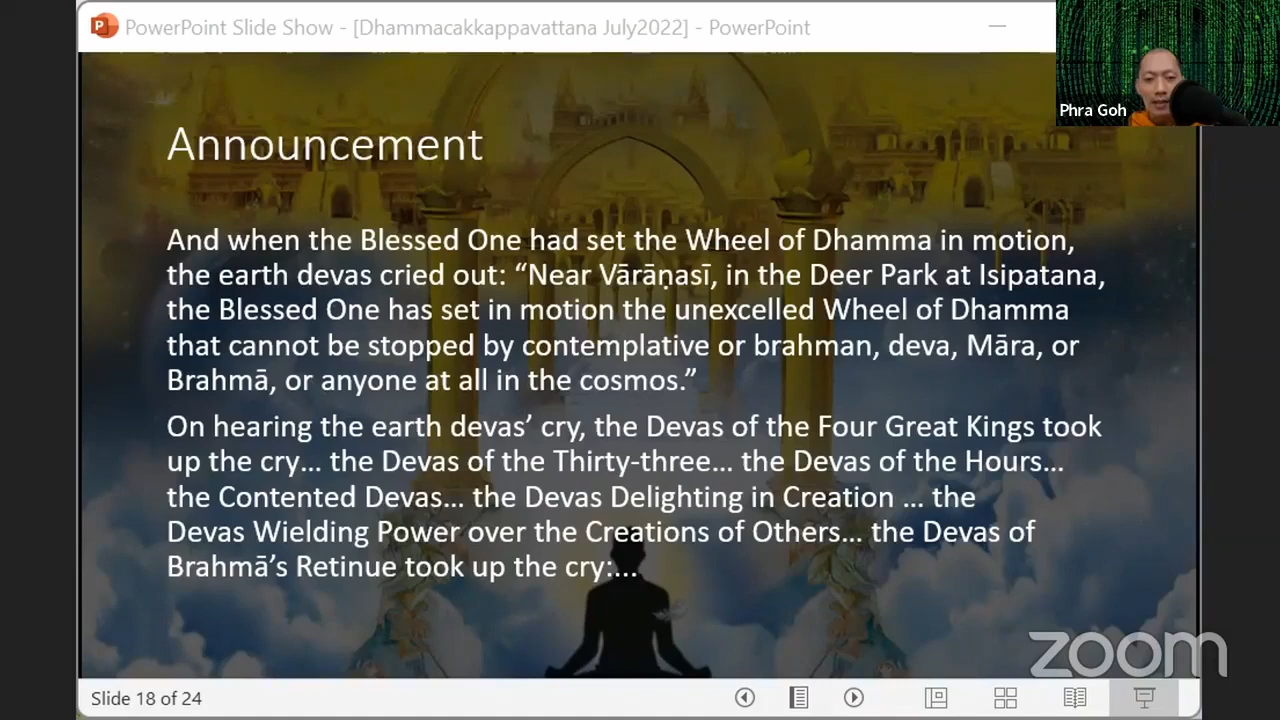 PowerPoint Slide Show - [Dhammacakkappavattana July2022] - PowerPoint
Phra Goh
Announcement
And when the Blessed One had set the Wheel of Dhamma in motion,
the earth devas cried out: “Near Vārāṇasī, in the Deer Park at Isipatana,
the Blessed One has set in motion the unexcelled Wheel of Dhamma
that cannot be stopped by contemplative or brahman, deva, Māra, or
Brahmā, or anyone at all in the cosmos.”
On hearing the earth devas’ cry, the Devas of the Four Great Kings took
up the cry… the Devas of the Thirty-three… the Devas of the Hours…
the Contented Devas… the Devas Delighting in Creation … the
Devas Wielding Power over the Creations of Others… the Devas of
Brahmā’s Retinue took up the cry:...
zoom
Slide 18 of 24